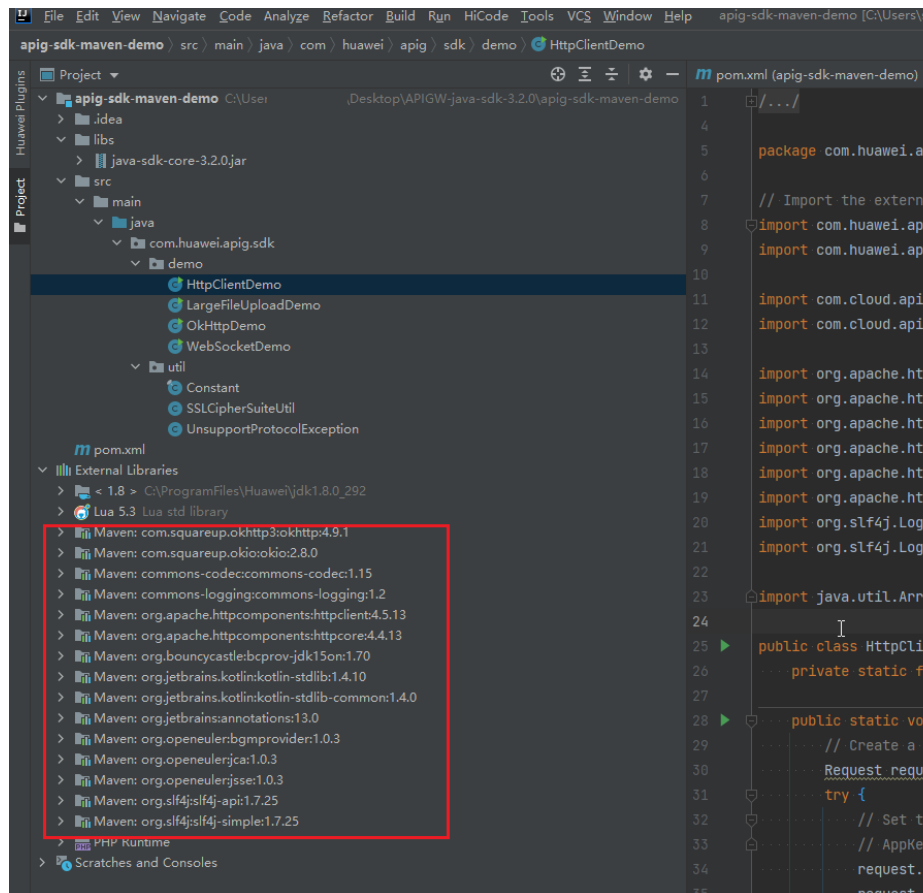 File Edit View Navigate Code Analyze Refactor Build Run HiCode Tools VCS Window Help apig-sdk-maven-demo [C:\Users\
apig-sdk-maven-demo src main java com huawei apig sdk demo HttpClientDemo
Huawei Plugins
Project
Project
apig-sdk-maven-demo C:\User ,Desktop\APIGW-java-sdk-3.2.0\apig-sdk-maven-demo
.idea
libs
java-sdk-core-3.2.0.jar
src
main
java
com.huawei.apig.sdk
demo
HttpClientDemo
LargeFileUploadDemo
OkHttpDemo
WebSocketDemo
util
Constant
SSLCipherSuiteUtil
UnsupportProtocolException
m pom.xml
External Libraries
< 1.8 > C:\ProgramFiles\Huawei\jdk1.8.0_292
Lua 5.3 Lua std library
Maven: com.squareup.okhttp3:okhttp:4.9.1
Maven: com.squareup.okio:okio:2.8.0
Maven: commons-codec:commons-codec:1.15
Maven: commons-logging:commons-logging:1.2
Maven: org.apache.httpcomponents:httpclient:4.5.13
Maven: org.apache.httpcomponents:httpcore:4.4.13
Maven: org.bouncycastle:bcprov-jdk15on:1.70
Maven: org.jetbrains.kotlin:kotlin-stdlib:1.4.10
Maven: org.jetbrains.kotlin:kotlin-stdlib-common:1.4.0
Maven: org.jetbrains:annotations:13.0
Maven: org.openeuler:bgmprovider:1.0.3
Maven: org.openeuler:jca:1.0.3
Maven: org.openeuler:jsse:1.0.3
Maven: org.slf4j:slf4j-api:1.7.25
Maven: org.slf4j:slf4j-simple:1.7.25
PHP Runtime
Scratches and Consoles
m pom.xml (apig-sdk-maven-demo)
1 /.../
4
5 package com.huawei.a
6
7 // Import the extern
8 import com.huawei.ap
9 import com.huawei.ap
10
11 import com.cloud.api
12 import com.cloud.api
13
14 import org.apache.ht
15 import org.apache.ht
16 import org.apache.ht
17 import org.apache.ht
18 import org.apache.ht
19 import org.apache.ht
20 import org.slf4j.Log
21 import org.slf4j.Log
22
23 import java.util.Arr
24
25 public class HttpCli
26 private static f
27
28 public static vo
29 // Create a
30 Request requ
31 try {
32 // Set t
33 // AppKe
34 request.
35 request